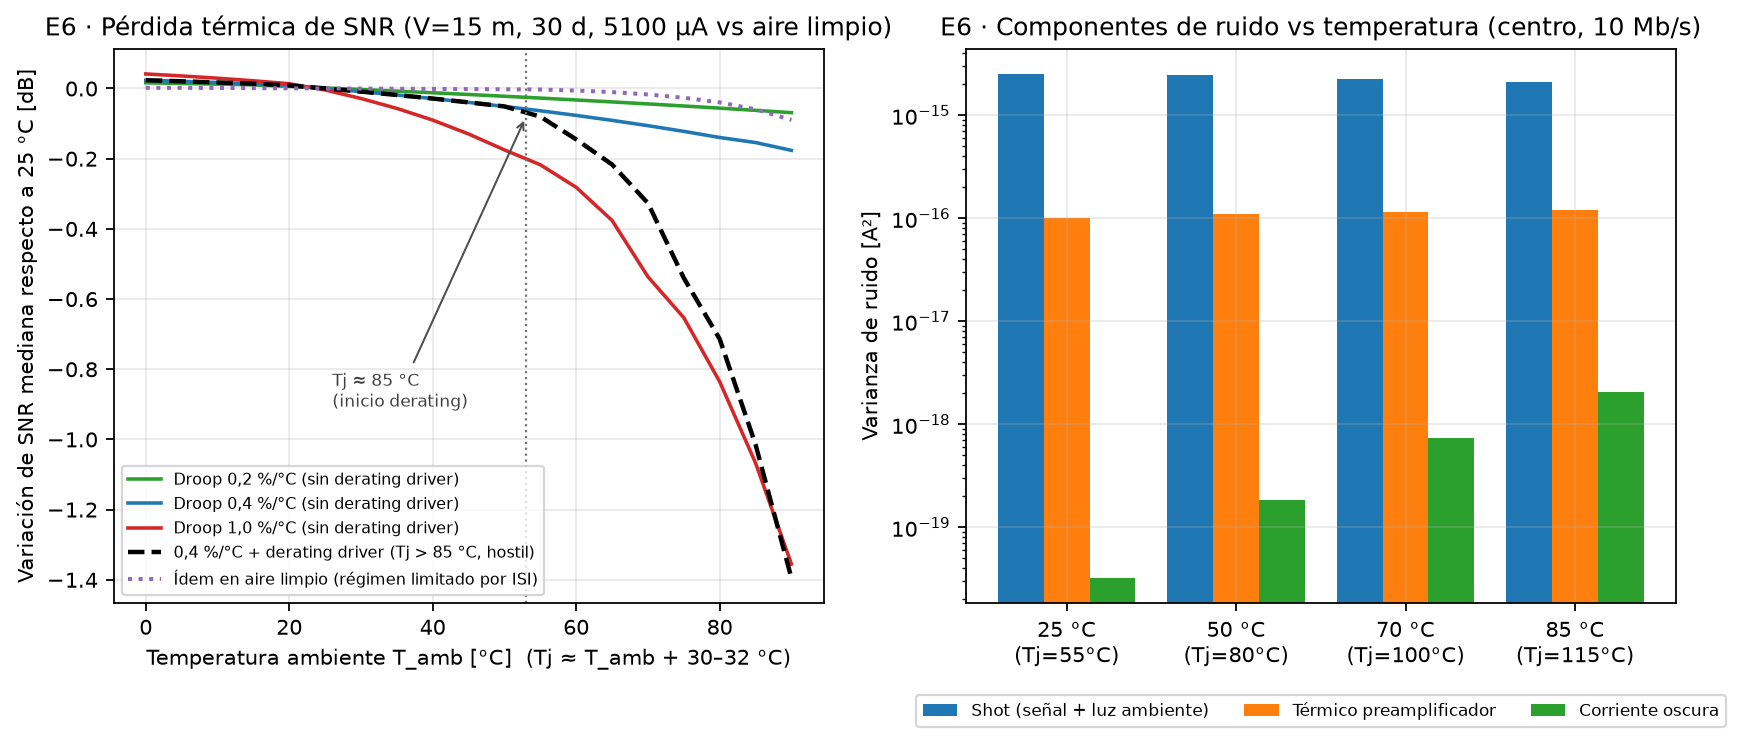 E6 · Pérdida térmica de SNR (V=15 m, 30 d, 5100 µA vs aire limpio)
Variación de SNR mediana respecto a 25 °C [dB]
0.0
−0.2
−0.4
−0.6
−0.8
−1.0
−1.2
−1.4
Tj ≈ 85 °C
(inicio derating)
Droop 0,2 %/°C (sin derating driver)
Droop 0,4 %/°C (sin derating driver)
Droop 1,0 %/°C (sin derating driver)
0,4 %/°C + derating driver (Tj > 85 °C, hostil)
Ídem en aire limpio (régimen limitado por ISI)
0 20 40 60 80
Temperatura ambiente T_amb [°C]  (Tj ≈ T_amb + 30–32 °C)
E6 · Componentes de ruido vs temperatura (centro, 10 Mb/s)
Varianza de ruido [A²]
10⁻¹⁵
10⁻¹⁶
10⁻¹⁷
10⁻¹⁸
10⁻¹⁹
25 °C 50 °C 70 °C 85 °C
(Tj=55°C) (Tj=80°C) (Tj=100°C) (Tj=115°C)
Shot (señal + luz ambiente) Térmico preamplificador Corriente oscura